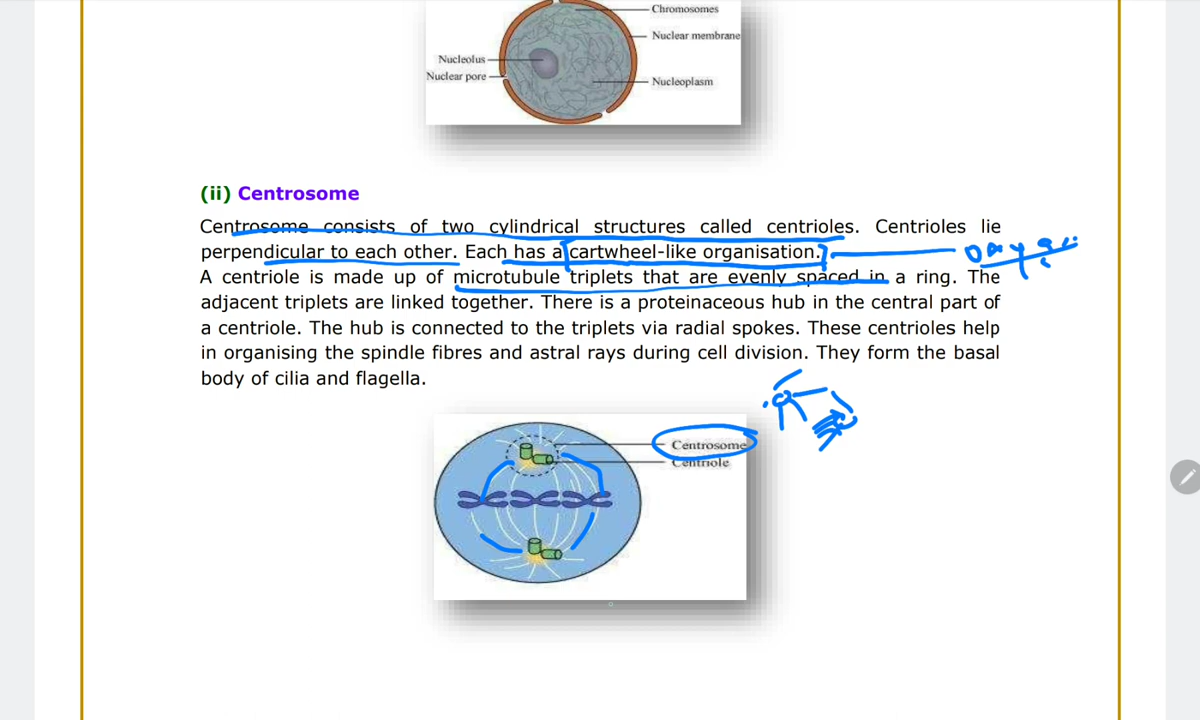 Chromosomes
Nuclear membrane
Nucleolus
Nuclear pore
Nucleoplasm
(ii) Centrosome
Centrosome consists of two cylindrical structures called centrioles. Centrioles lie
perpendicular to each other. Each has a cartwheel-like organisation.
A centriole is made up of microtubule triplets that are evenly spaced in a ring. The
adjacent triplets are linked together. There is a proteinaceous hub in the central part of
a centriole. The hub is connected to the triplets via radial spokes. These centrioles help
in organising the spindle fibres and astral rays during cell division. They form the basal
body of cilia and flagella.
Centrosome
Centriole